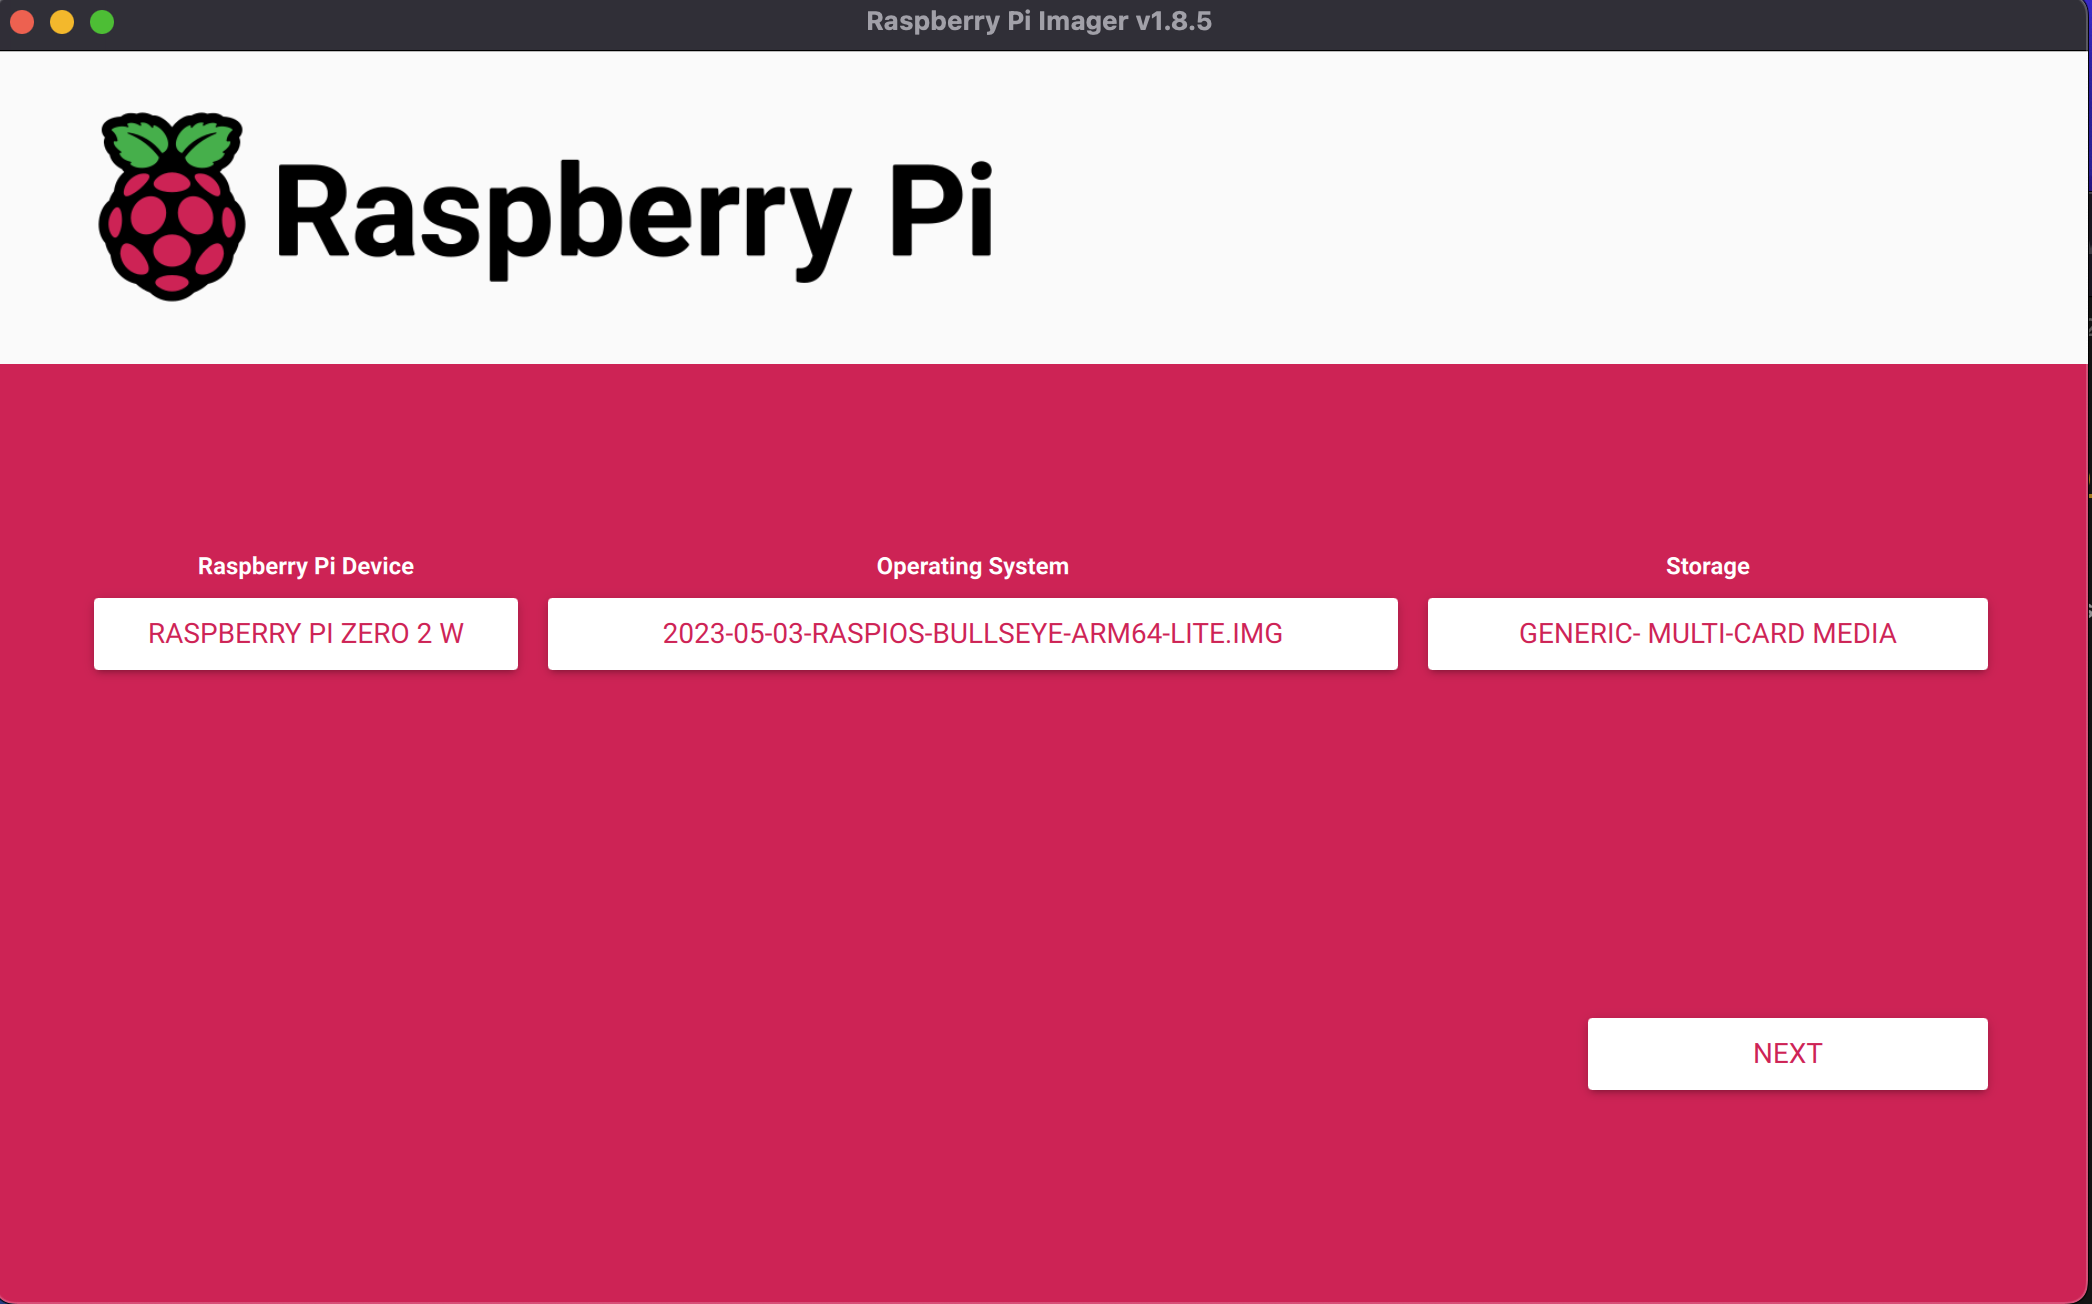 Raspberry Pi Imager v1.8.5
Raspberry Pi
Raspberry Pi Device
Operating System
Storage
RASPBERRY PI ZERO 2 W
2023-05-03-RASPIOS-BULLSEYE-ARM64-LITE.IMG
GENERIC- MULTI-CARD MEDIA
NEXT